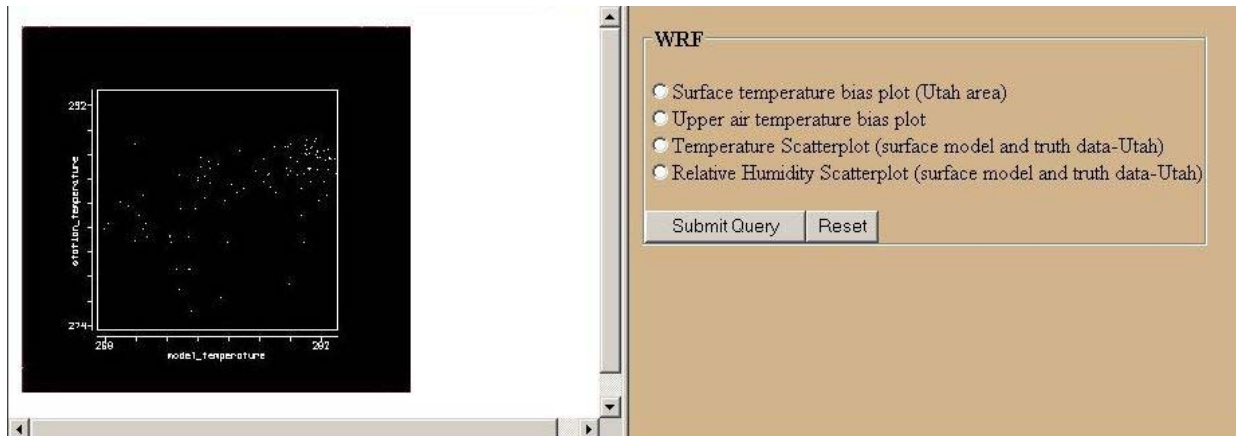 292
station_temperature
274
268
282
model_temperature
WRF
Surface temperature bias plot (Utah area)
Upper air temperature bias plot
Temperature Scatterplot (surface model and truth data-Utah)
Relative Humidity Scatterplot (surface model and truth data-Utah)
Submit Query Reset